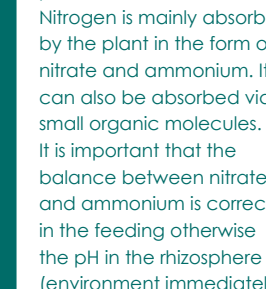 Nitrogen is mainly absorb
by the plant in the form o
nitrate and ammonium. It
can also be absorbed via
small organic molecules.
It is important that the
balance between nitrate
and ammonium is correc
in the feeding otherwise
the pH in the rhizosphere
(environment immediatel